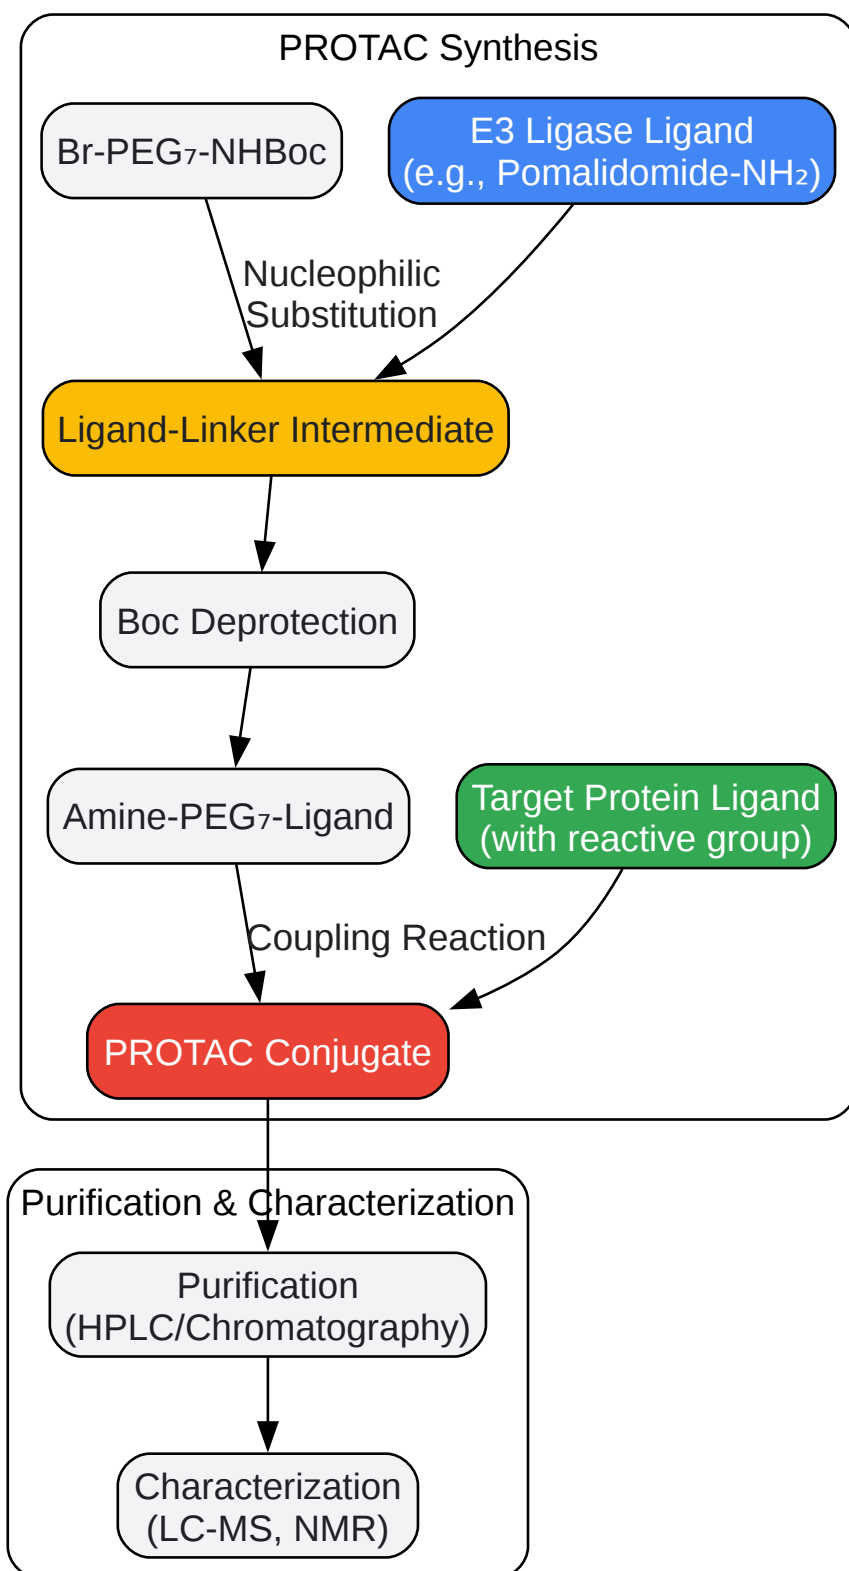 PROTAC Synthesis
Br-PEG₇-NHBoc
E3 Ligase Ligand
(e.g., Pomalidomide-NH₂)
Nucleophilic
Substitution
Ligand-Linker Intermediate
Boc Deprotection
Amine-PEG₇-Ligand
Target Protein Ligand
(with reactive group)
Coupling Reaction
PROTAC Conjugate
Purification & Characterization
Purification
(HPLC/Chromatography)
Characterization
(LC-MS, NMR)